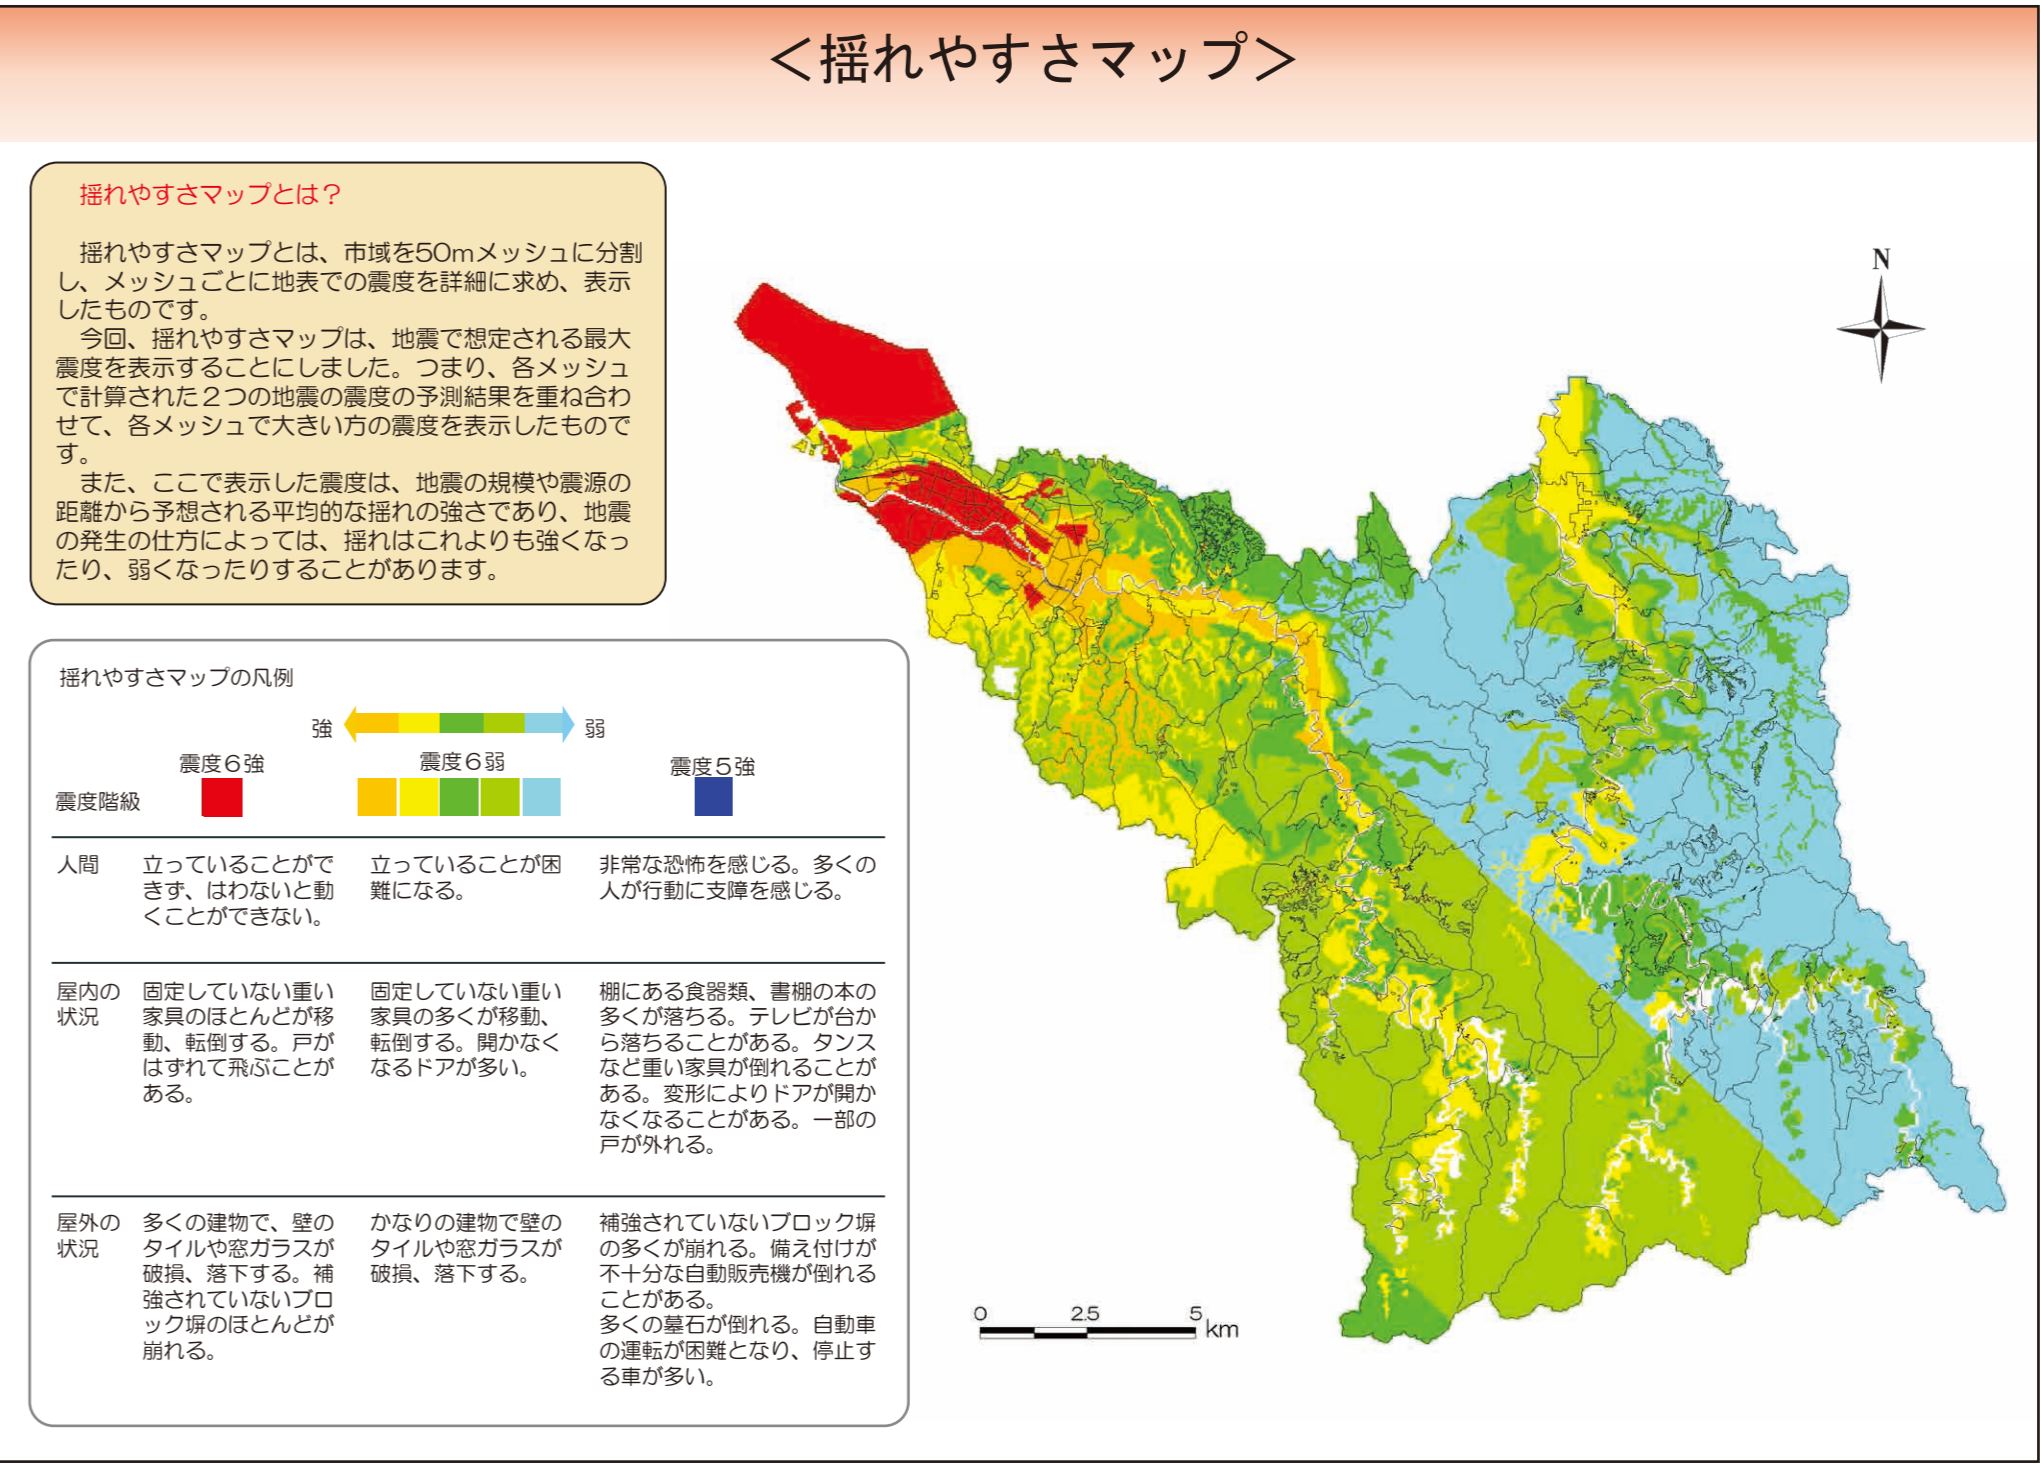 ＜揺れやすさマップ＞
揺れやすさマップとは？
揺れやすさマップとは、市域を50mメッシュに分割
し、メッシュごとに地表での震度を詳細に求め、表示
したものです。
今回、揺れやすさマップは、地震で想定される最大
震度を表示することにしました。つまり、各メッシュ
で計算された２つの地震の震度の予測結果を重ね合わ
せて、各メッシュで大きい方の震度を表示したもので
す。
また、ここで表示した震度は、地震の規模や震源の
距離から予想される平均的な揺れの強さであり、地震
の発生の仕方によっては、揺れはこれよりも強くなっ
たり、弱くなったりすることがあります。
N
揺れやすさマップの凡例
強 弱
震度６強 震度６弱 震度５強
震度階級
人間
立っていることがで
きず、はわないと動
くことができない。
立っていることが困
難になる。
非常な恐怖を感じる。多くの
人が行動に支障を感じる。
屋内の
状況
固定していない重い
家具のほとんどが移
動、転倒する。戸が
はずれて飛ぶことが
ある。
固定していない重い
家具の多くが移動、
転倒する。開かなく
なるドアが多い。
棚にある食器類、書棚の本の
多くが落ちる。テレビが台か
ら落ちることがある。タンス
など重い家具が倒れることが
ある。変形によりドアが開か
なくなることがある。一部の
戸が外れる。
屋外の
状況
多くの建物で、壁の
タイルや窓ガラスが
破損、落下する。補
強されていないブロ
ック塀のほとんどが
崩れる。
かなりの建物で壁の
タイルや窓ガラスが
破損、落下する。
補強されていないブロック塀
の多くが崩れる。備え付けが
不十分な自動販売機が倒れる
ことがある。
多くの墓石が倒れる。自動車
の運転が困難となり、停止す
る車が多い。
0 2.5 5
km